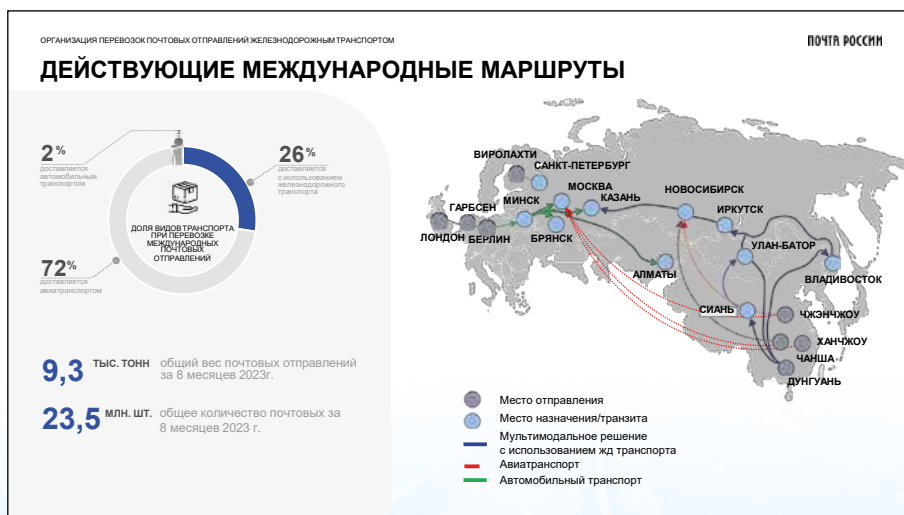 ОРГАНИЗАЦИЯ ПЕРЕВОЗОК ПОЧТОВЫХ ОТПРАВЛЕНИЙ ЖЕЛЕЗНОДОРОЖНЫМ ТРАНСПОРТОМ
ПОЧТА РОССИИ
ДЕЙСТВУЮЩИЕ МЕЖДУНАРОДНЫЕ МАРШРУТЫ
2%
доставляется
автомобильным
транспортом
26%
доставляется
с использованием
железнодорожного
транспорта
ДОЛЯ ВИДОВ ТРАНСПОРТА
ПРИ ПЕРЕВОЗКЕ
МЕЖДУНАРОДНЫХ
ПОЧТОВЫХ
ОТПРАВЛЕНИЙ
72%
доставляется
авиатранспортом
9,3 ТЫС. ТОНН общий вес почтовых отправлений
за 8 месяцев 2023г.
23,5 МЛН. ШТ. общее количество почтовых за
8 месяцев 2023 г.
ВИРОЛАХТИ
САНКТ-ПЕТЕРБУРГ
МОСКВА
КАЗАНЬ
НОВОСИБИРСК
ИРКУТСК
МИНСК
ГАРБСЕН
ЛОНДОН
БЕРЛИН
БРЯНСК
УЛАН-БАТОР
АЛМАТЫ
ВЛАДИВОСТОК
СИАНЬ
ЧЖЭНЧЖОУ
ХАНЧЖОУ
ЧАНША
ДУНГУАНЬ
Место отправления
Место назначения/транзита
Мультимодальное решение
с использованием жд транспорта
Авиатранспорт
Автомобильный транспорт